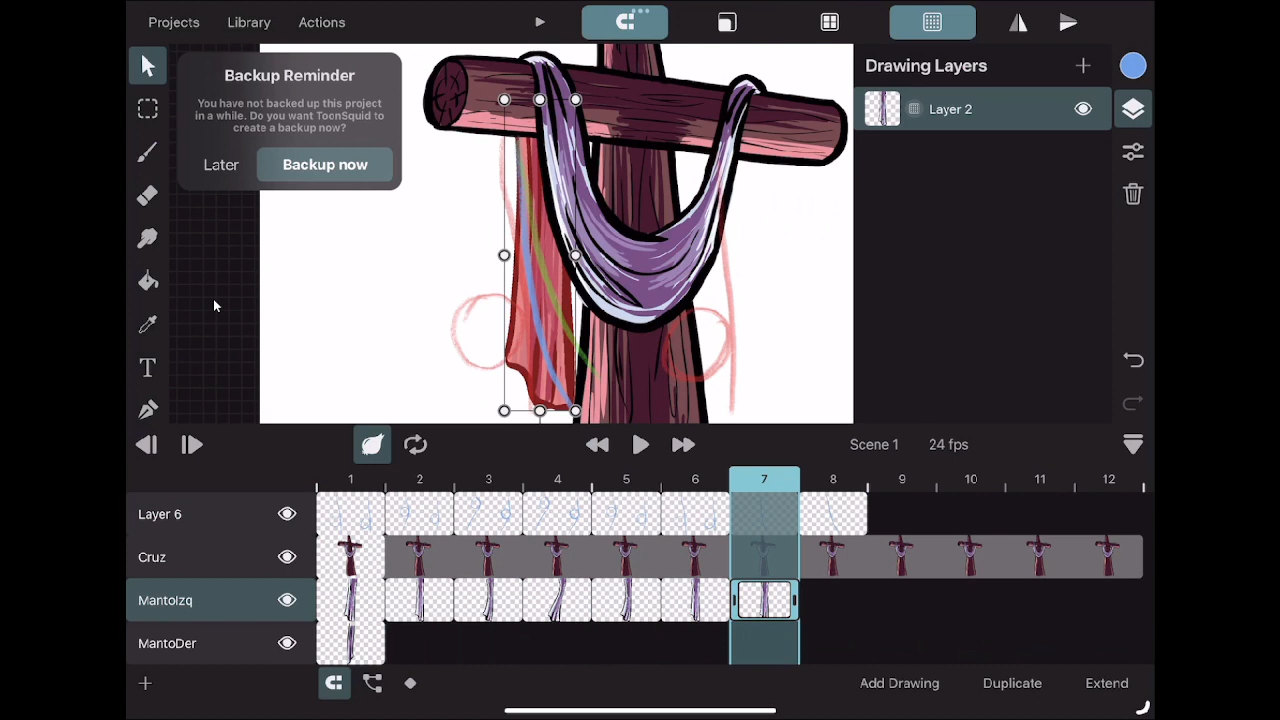 Projects Library Actions
Backup Reminder
You have not backed up this project
in a while. Do you want ToonSquid to
create a backup now?
Later Backup now
Drawing Layers
Layer 2
T
Scene 1 24 fps
1 2 3 4 5 6 7 8 9 10 11 12
Layer 6
Cruz
MantoIzq
MantoDer
Add Drawing Duplicate Extend